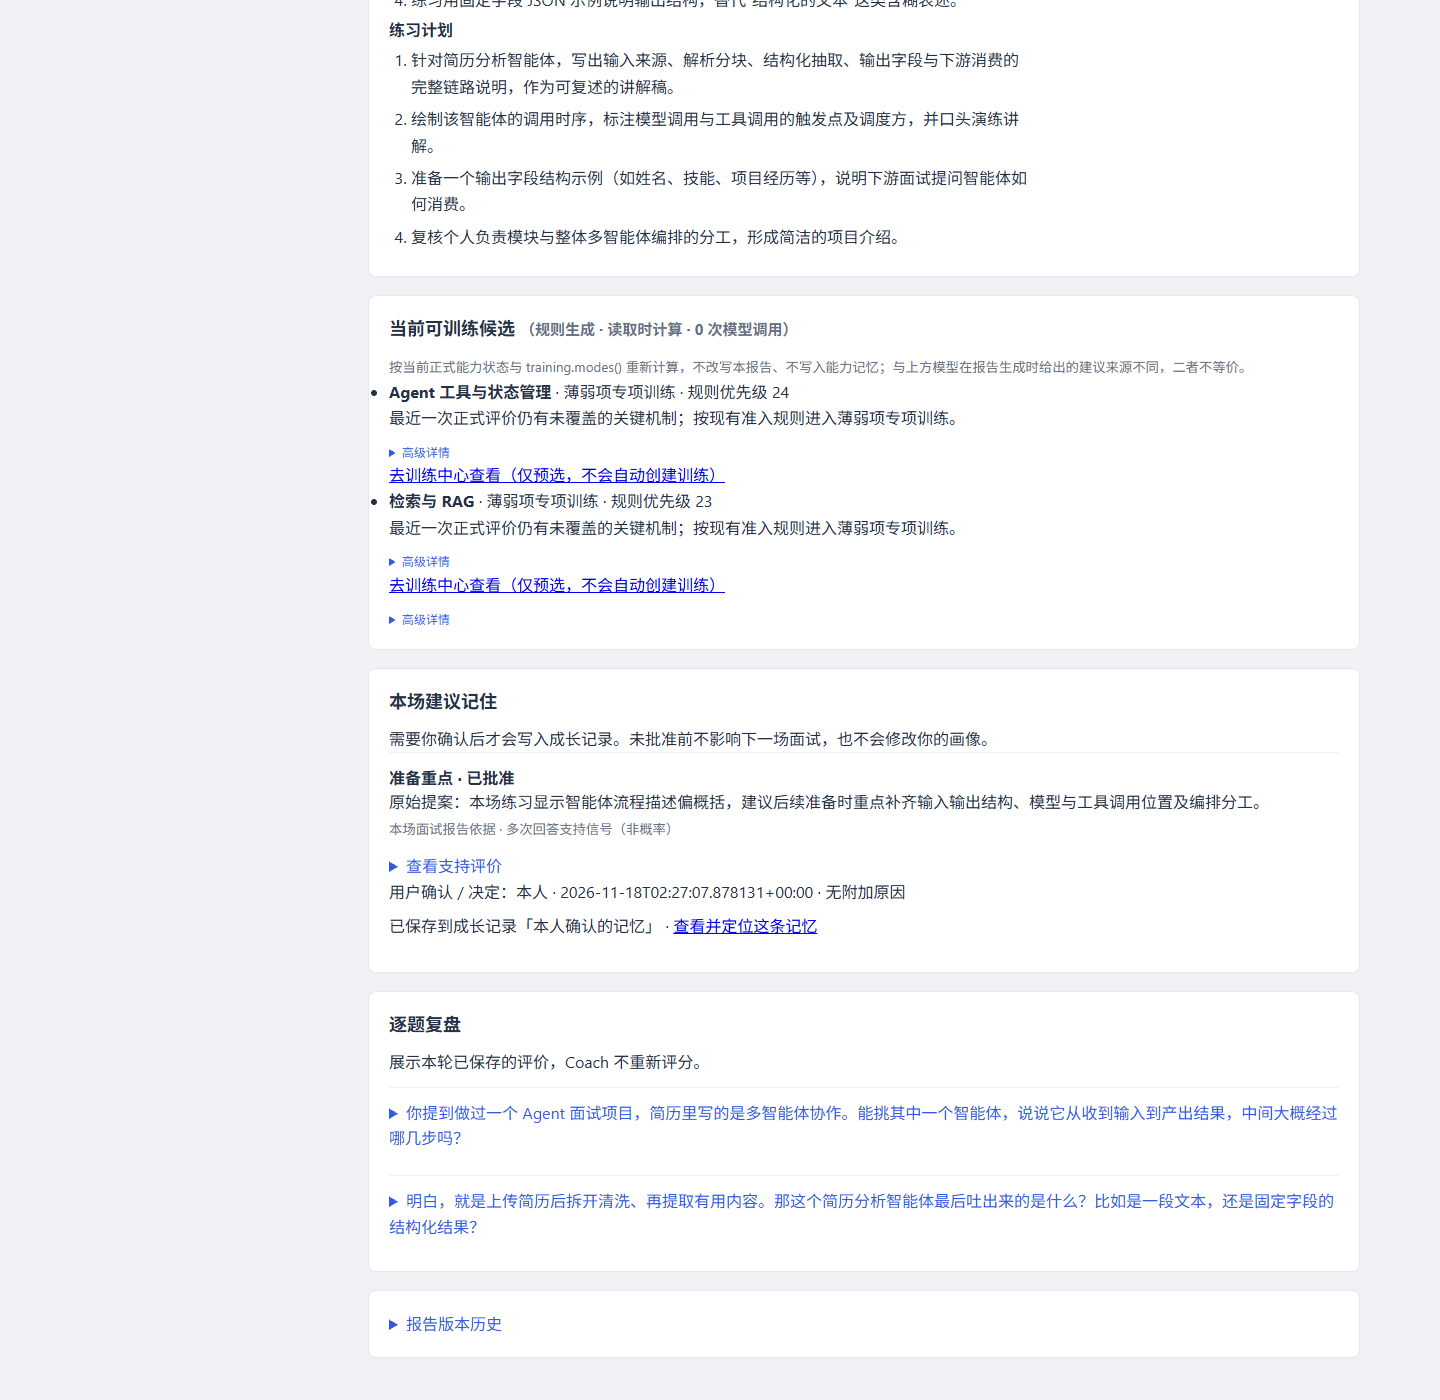 4. 练习用固定字段 JSON 示例说明输出结构，替代“结构化的文本”这类含糊表述。
练习计划
1. 针对简历分析智能体，写出输入来源、解析分块、结构化抽取、输出字段与下游消费的
完整链路说明，作为可复述的讲解稿。
2. 绘制该智能体的调用时序，标注模型调用与工具调用的触发点及调度方，并口头演练讲
解。
3. 准备一个输出字段结构示例（如姓名、技能、项目经历等），说明下游面试提问智能体如
何消费。
4. 复核个人负责模块与整体多智能体编排的分工，形成简洁的项目介绍。
当前可训练候选 （规则生成 · 读取时计算 · 0 次模型调用）
按当前正式能力状态与 training.modes() 重新计算，不改写本报告、不写入能力记忆；与上方模型在报告生成时给出的建议来源不同，二者不等价。
Agent 工具与状态管理 · 薄弱项专项训练 · 规则优先级 24
最近一次正式评价仍有未覆盖的关键机制；按现有准入规则进入薄弱项专项训练。
高级详情
去训练中心查看（仅预选，不会自动创建训练）
检索与 RAG · 薄弱项专项训练 · 规则优先级 23
最近一次正式评价仍有未覆盖的关键机制；按现有准入规则进入薄弱项专项训练。
高级详情
去训练中心查看（仅预选，不会自动创建训练）
高级详情
本场建议记住
需要你确认后才会写入成长记录。未批准前不影响下一场面试，也不会修改你的画像。
准备重点 · 已批准
原始提案：本场练习显示智能体流程描述偏概括，建议后续准备时重点补齐输入输出结构、模型与工具调用位置及编排分工。
本场面试报告依据 · 多次回答支持信号（非概率）
查看支持评价
用户确认 / 决定：本人 · 2026-11-18T02:27:07.878131+00:00 · 无附加原因
已保存到成长记录「本人确认的记忆」 · 查看并定位这条记忆
逐题复盘
展示本轮已保存的评价，Coach 不重新评分。
你提到做过一个 Agent 面试项目，简历里写的是多智能体协作。能挑其中一个智能体，说说它从收到输入到产出结果，中间大概经过
哪几步吗？
明白，就是上传简历后拆开清洗、再提取有用内容。那这个简历分析智能体最后吐出来的是什么？比如是一段文本，还是固定字段的
结构化结果？
报告版本历史